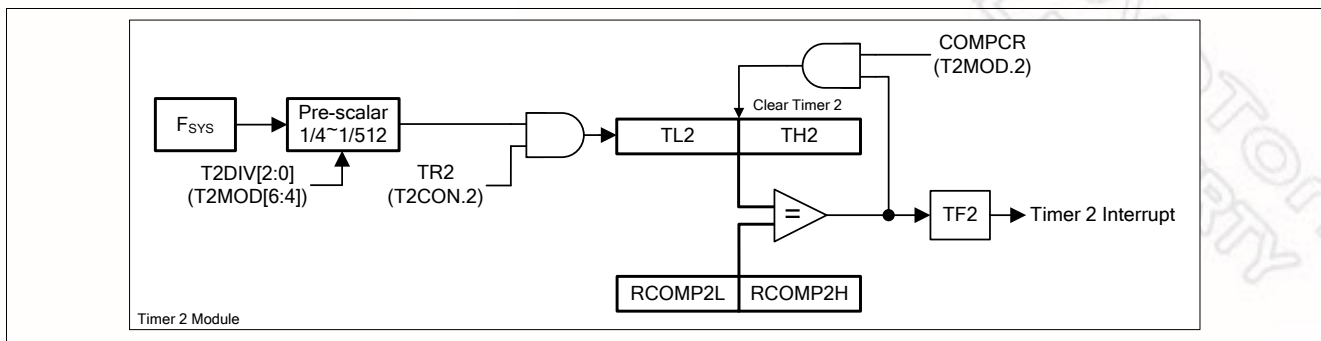 COMPCR
(T2MOD.2)
Clear Timer 2
FSYS
Pre-scalar
1/4~1/512
TL2
TH2
T2DIV[2:0]
(T2MOD[6:4])
TR2
(T2CON.2)
=
TF2
Timer 2 Interrupt
RCOMP2L
RCOMP2H
Timer 2 Module